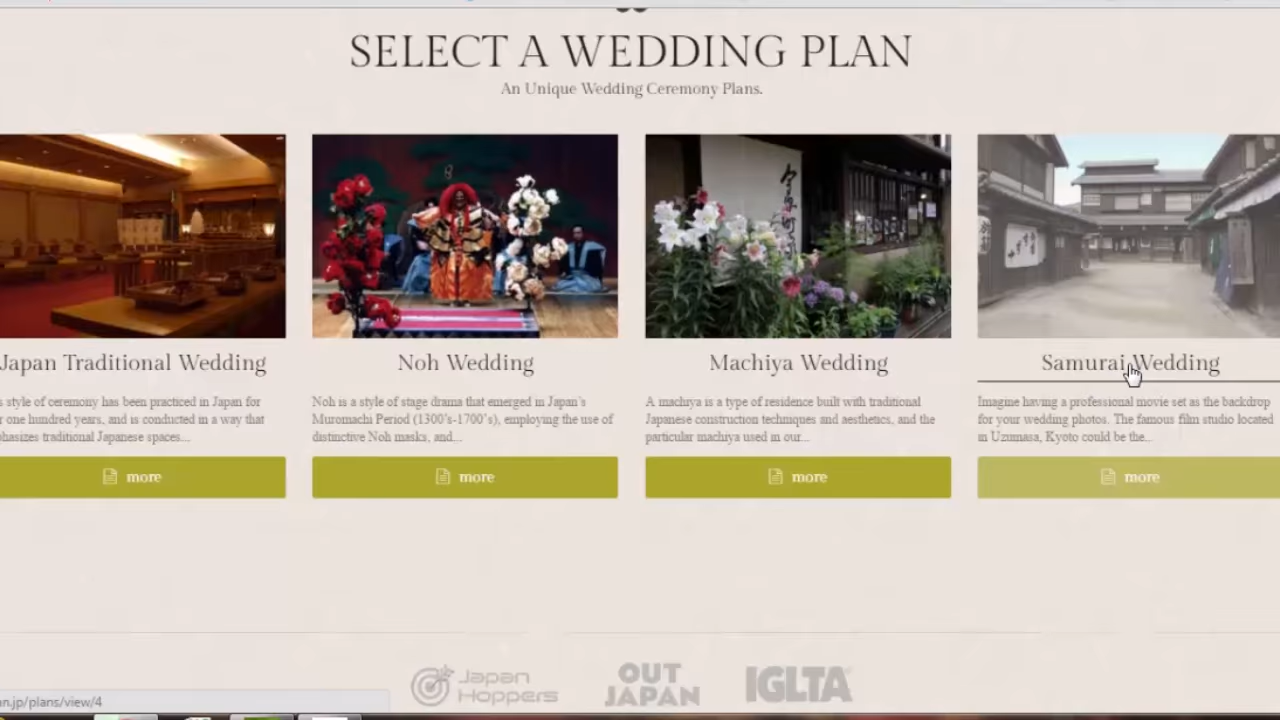 SELECT A WEDDING PLAN
An Unique Wedding Ceremony Plans.
Japan Traditional Wedding
s style of ceremony has been practiced in Japan for
r one hundred years, and is conducted in a way that
phasizes traditional Japanese spaces...
more
Noh Wedding
Noh is a style of stage drama that emerged in Japan's
Muromachi Period (1300's-1700's), employing the use of
distinctive Noh masks, and...
more
Machiya Wedding
A machiya is a type of residence built with traditional
Japanese construction techniques and aesthetics, and the
particular machiya used in our...
more
Samurai Wedding
Imagine having a professional movie set as the backdrop
for your wedding photos. The famous film studio located
in Uzumasa, Kyoto could be the...
more
Japan
Hoppers
OUT
JAPAN
IGLTA
an.jp/plans/view/4